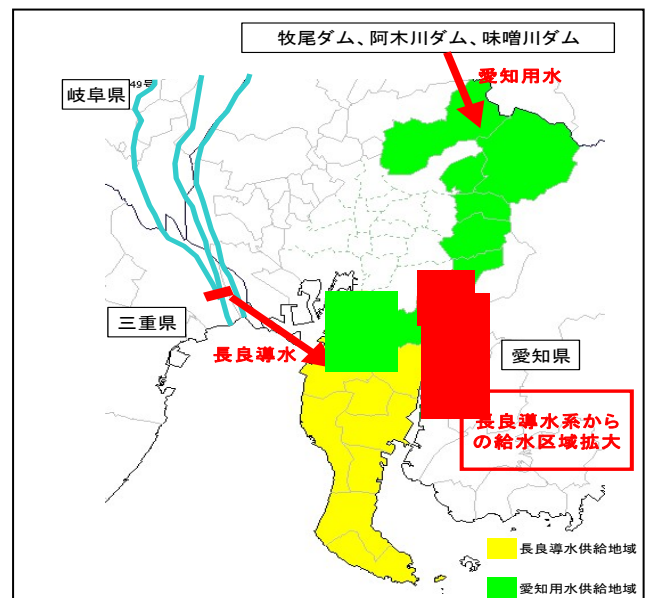 牧尾ダム、阿木川ダム、味噌川ダム
愛知用水
49号
岐阜県
三重県
長良導水
愛知県
長良導水系から
の給水区域拡大
長良導水供給地域
愛知用水供給地域